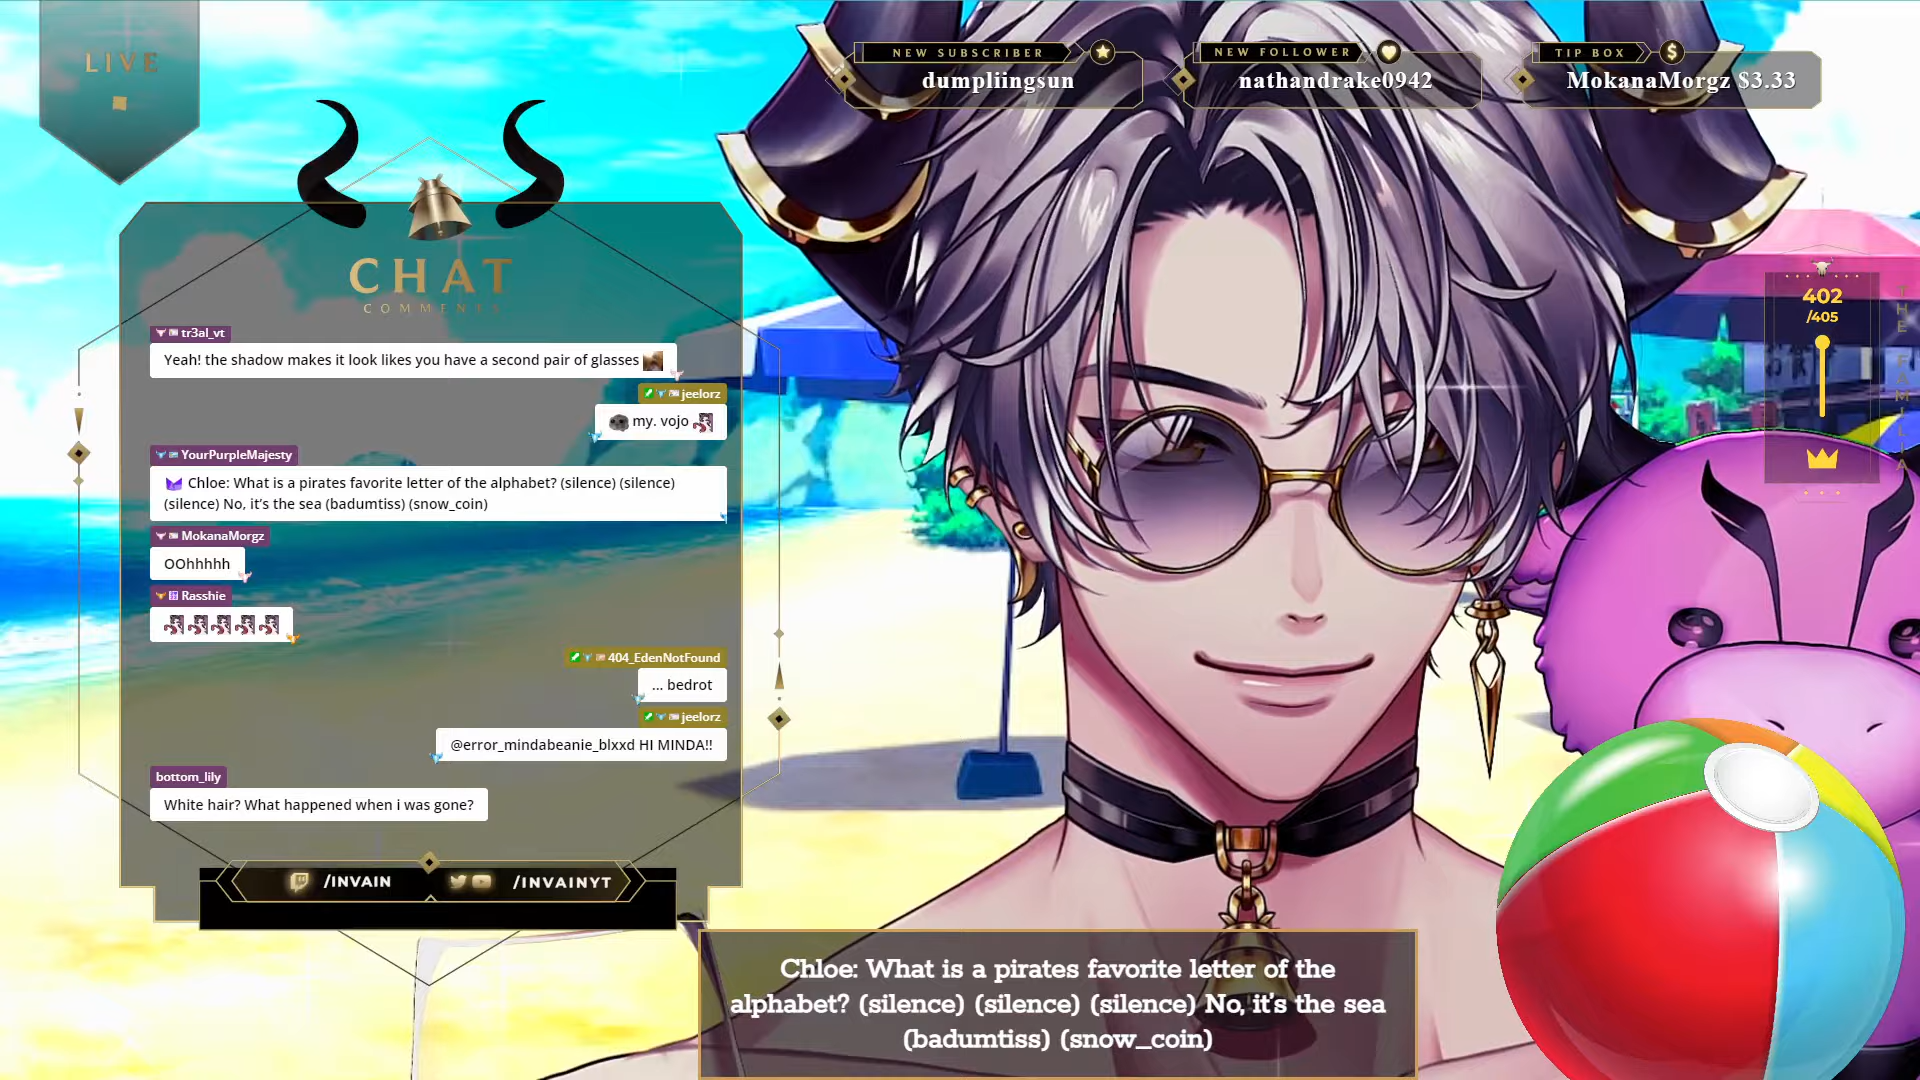 LIVE
NEW SUBSCRIBER
dumpliingsun
NEW FOLLOWER
nathandrake0942
TIP BOX
$
MokanaMorgz $3.33
CHAT
COMMENTS
tr3al_vt
Yeah! the shadow makes it look likes you have a second pair of glasses
jeelorz
my. vojo
YourPurpleMajesty
Chloe: What is a pirates favorite letter of the alphabet? (silence) (silence)
(silence) No, it's the sea (badumtiss) (snow_coin)
MokanaMorgz
OOhhhhh
Rasshie
404_EdenNotFound
... bedrot
jeelorz
@error_mindabeanie_blxxd HI MINDA!!
bottom_lily
White hair? What happened when i was gone?
/INVAIN
/INVAINYT
402
/405
THE FAMILIA
Chloe: What is a pirates favorite letter of the
alphabet? (silence) (silence) (silence) No, it's the sea
(badumtiss) (snow_coin)